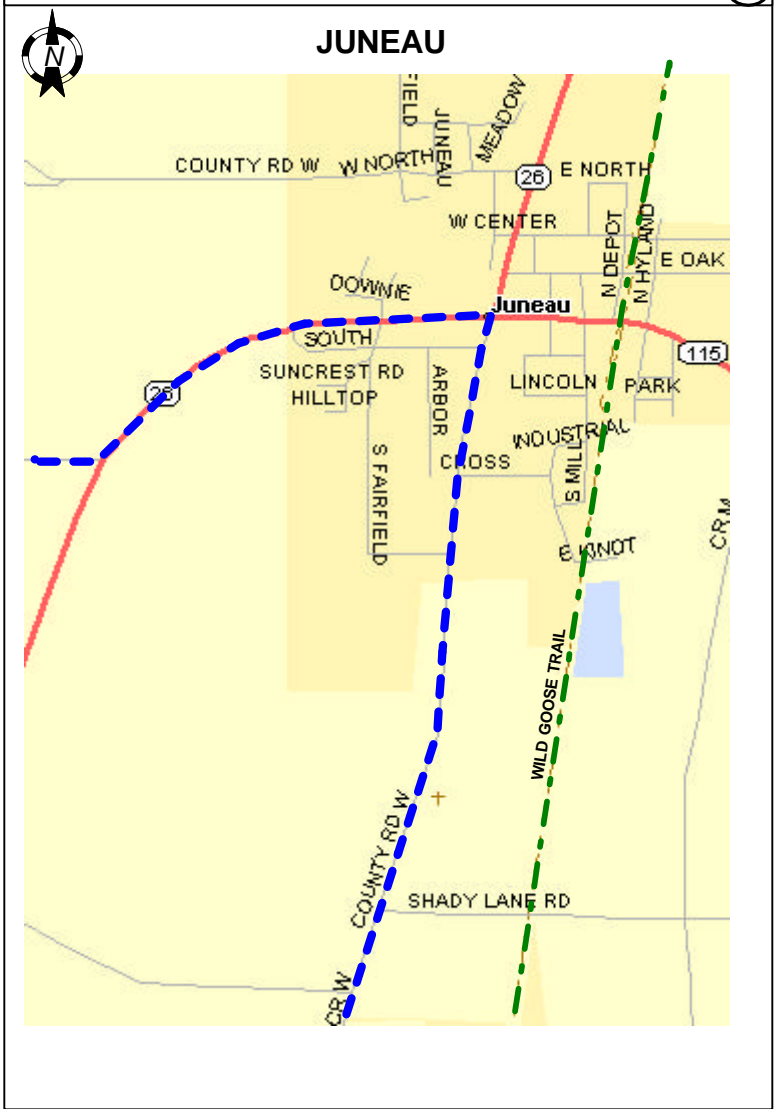 JUNEAU
N
FIELD
JUNEAU
MEADOW
COUNTY RD W
W NORTH
26
E NORTH
W CENTER
N DEPOT
N HYLAND
E OAK
DOWNIE
Juneau
SOUTH
115
SUNCREST RD
HILLTOP
ARBOR
LINCOLN
PARK
26
INDUSTRIAL
CROSS
S MILL
S FAIRFIELD
CR M
E KINOT
WILD GOOSE TRAIL
COUNTY RD W
SHADY LANE RD
CR W